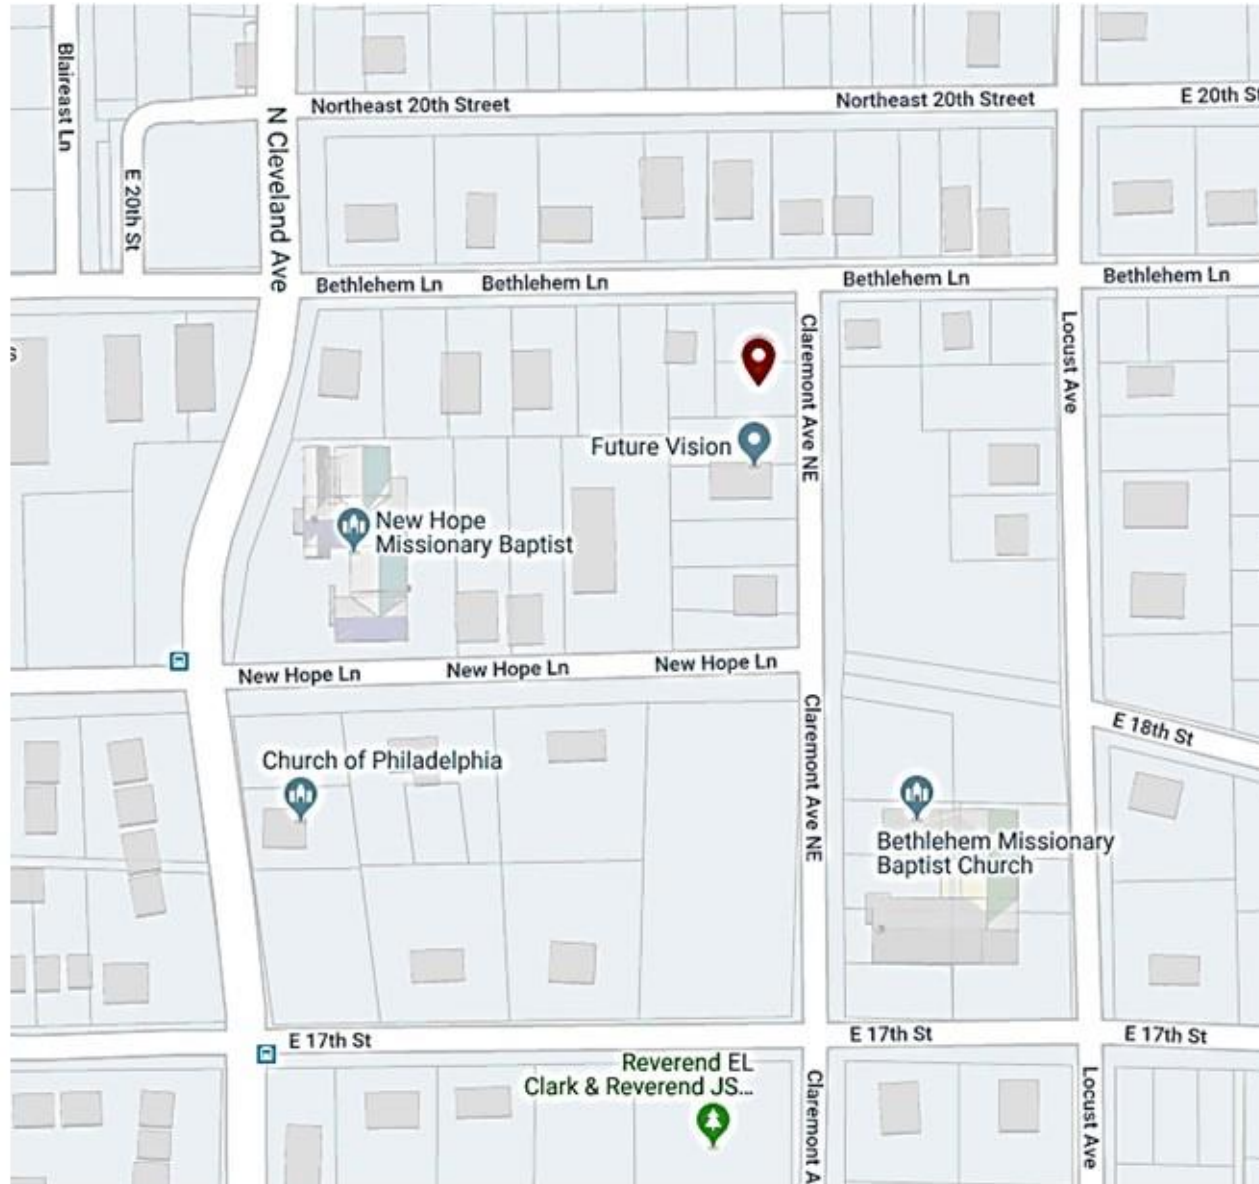 Blaireast Ln
Northeast 20th Street
Northeast 20th Street
E 20th St
N Cleveland Ave
E 20th St
Bethlehem Ln
Bethlehem Ln
Bethlehem Ln
Bethlehem Ln
Claremont Ave NE
Locust Ave
s
Future Vision
New Hope
Missionary Baptist
New Hope Ln
New Hope Ln
New Hope Ln
Claremont Ave NE
E 18th St
Church of Philadelphia
Bethlehem Missionary
Baptist Church
E 17th St
E 17th St
E 17th St
Reverend EL
Clark & Reverend JS...
Claremont A
Locust Ave